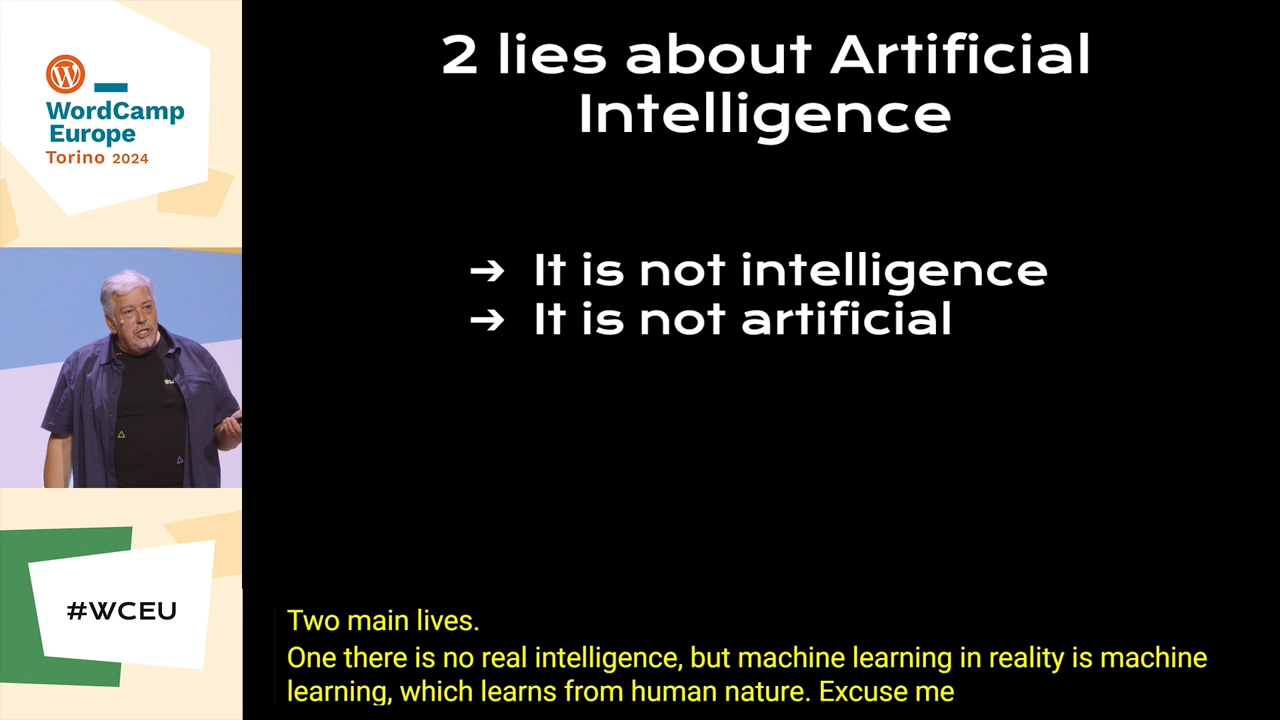 WordCamp
Europe
Torino 2024
2 lies about Artificial
Intelligence
➔ It is not intelligence
➔ It is not artificial
#WCEU
Two main lives.
One there is no real intelligence, but machine learning in reality is machine
learning, which learns from human nature. Excuse me